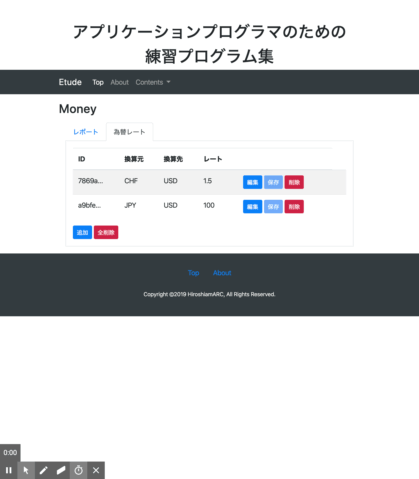 アプリケーションプログラマのための
練習プログラム集
Etude Top About Contents
Money
レポート 為替レート
ID 換算元 換算先 レート
7869a... CHF USD 1.5 編集 保存 削除
a9bfe... JPY USD 100 編集 保存 削除
追加 全削除
Top About
Copyright ©2019 HiroshiamARC, All Rights Reserved.
0:00